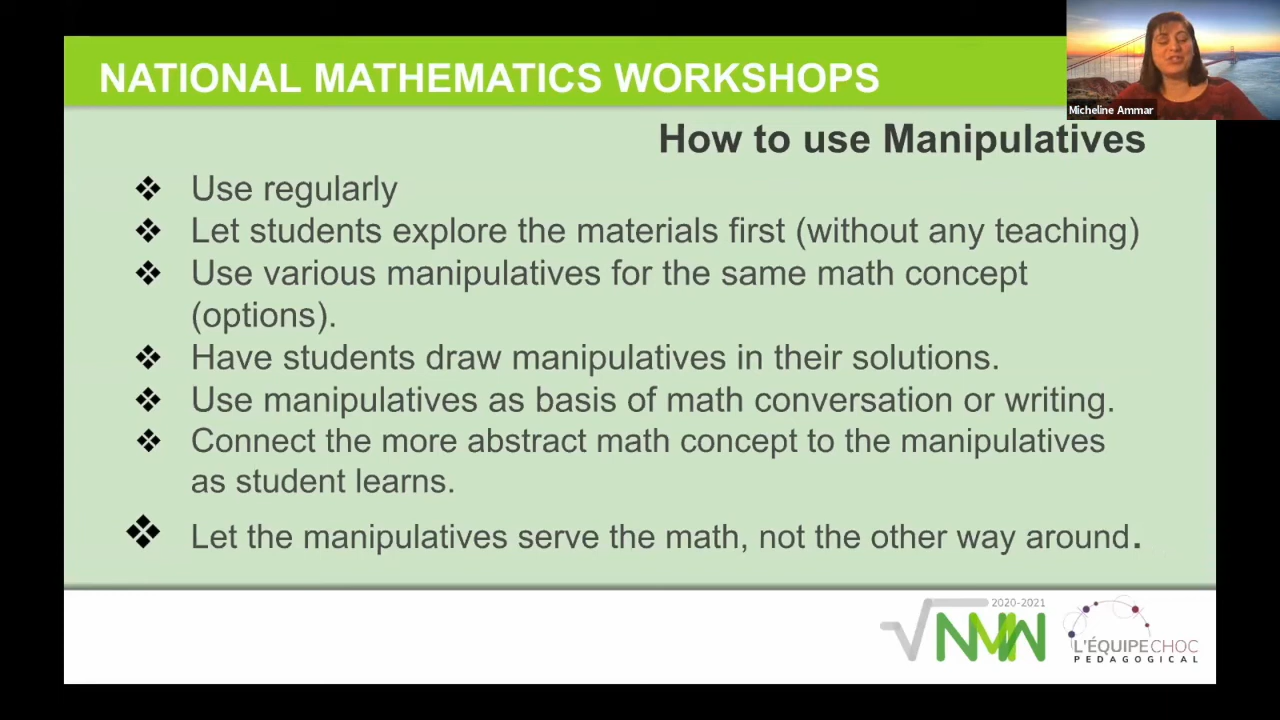 NATIONAL MATHEMATICS WORKSHOPS
Micheline Ammar
How to use Manipulatives
❖ Use regularly
❖ Let students explore the materials first (without any teaching)
❖ Use various manipulatives for the same math concept
(options).
❖ Have students draw manipulatives in their solutions.
❖ Use manipulatives as basis of math conversation or writing.
❖ Connect the more abstract math concept to the manipulatives
as student learns.
❖ Let the manipulatives serve the math, not the other way around.
2020-2021
√NMW
L'ÉQUIPECHOC
PEDAGOGICAL